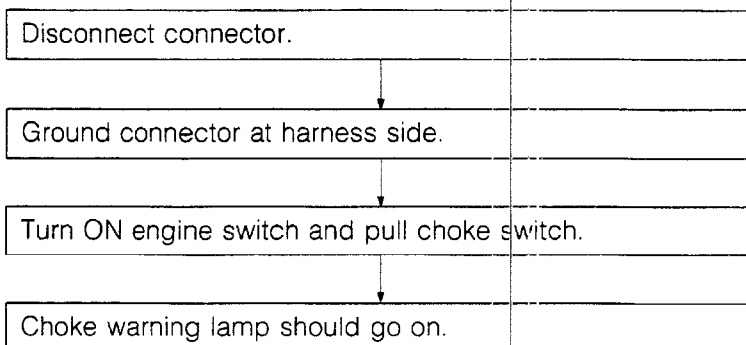 Disconnect connector.
Ground connector at harness side.
Turn ON engine switch and pull choke switch.
Choke warning lamp should go on.